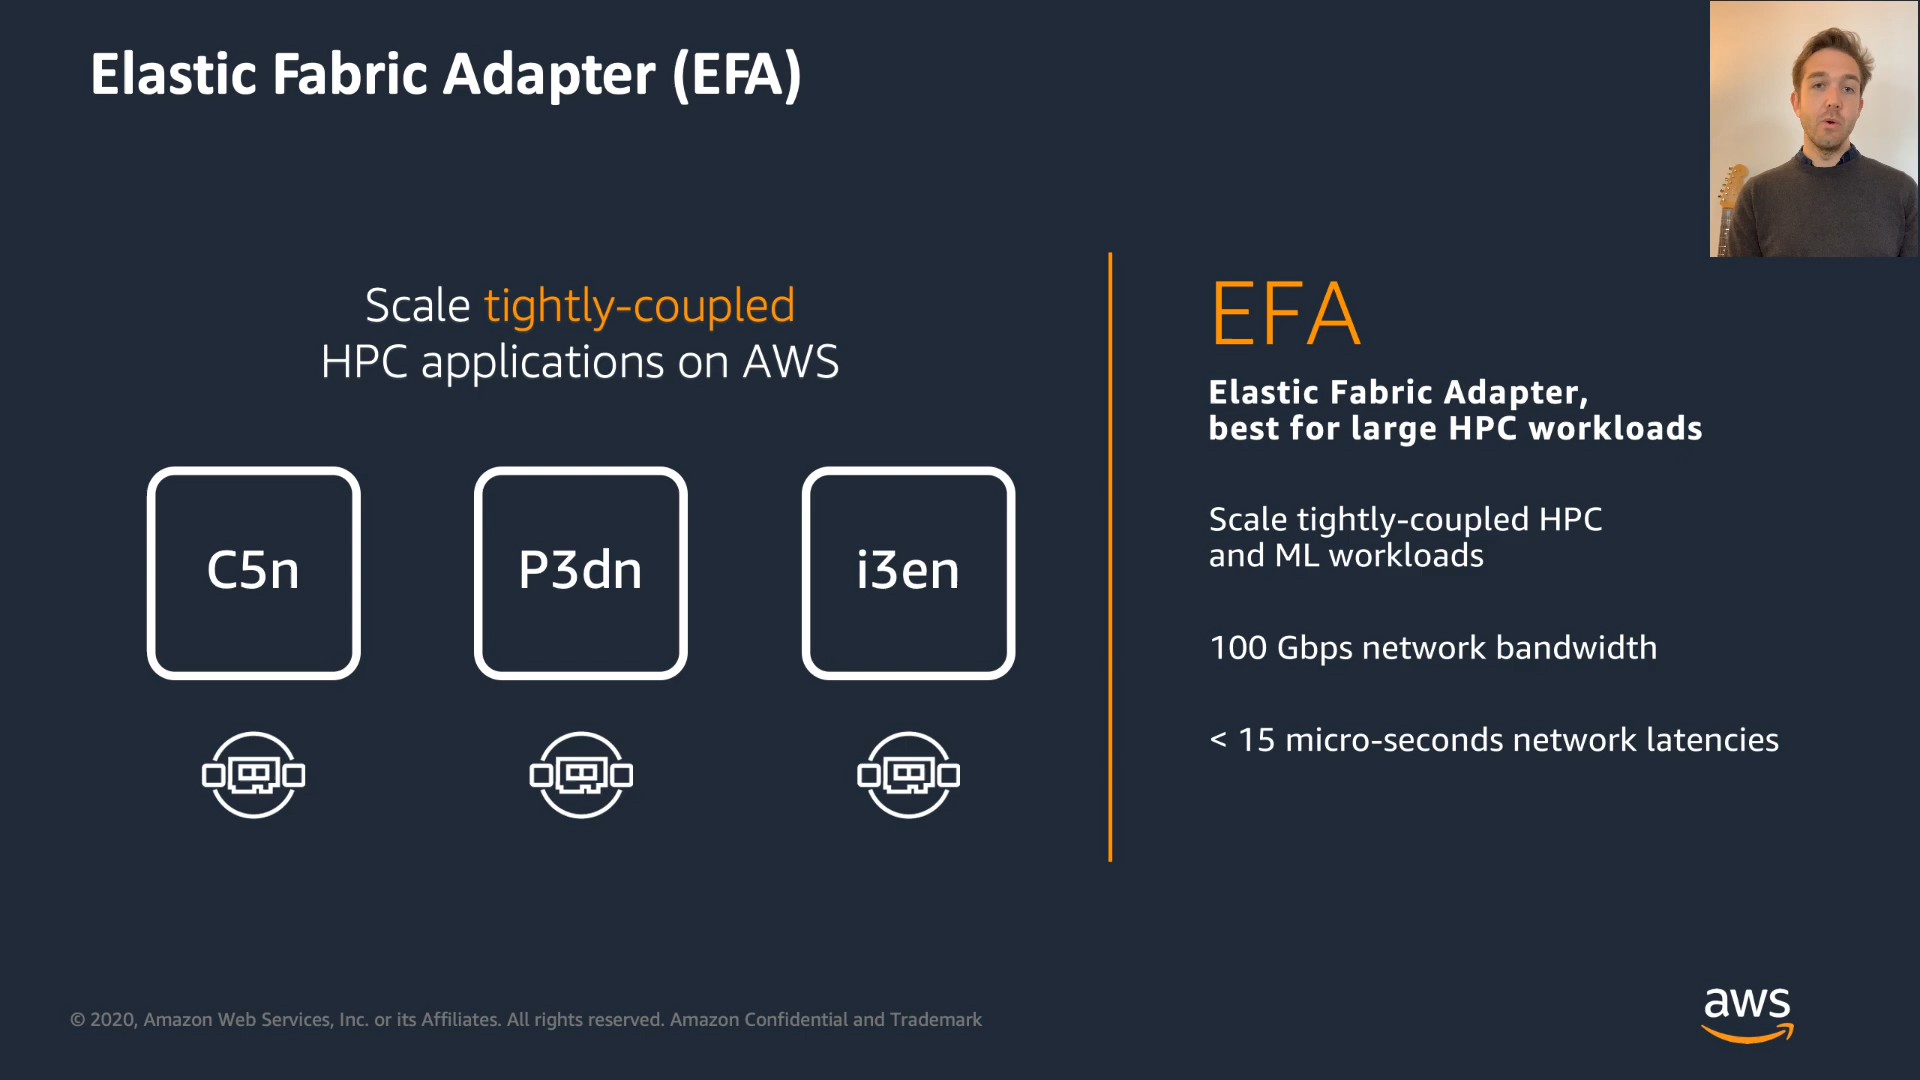 Elastic Fabric Adapter (EFA)
Scale tightly-coupled
HPC applications on AWS
C5n
P3dn
i3en
EFA
Elastic Fabric Adapter,
best for large HPC workloads
Scale tightly-coupled HPC
and ML workloads
100 Gbps network bandwidth
< 15 micro-seconds network latencies
© 2020, Amazon Web Services, Inc. or its Affiliates. All rights reserved. Amazon Confidential and Trademark
aws